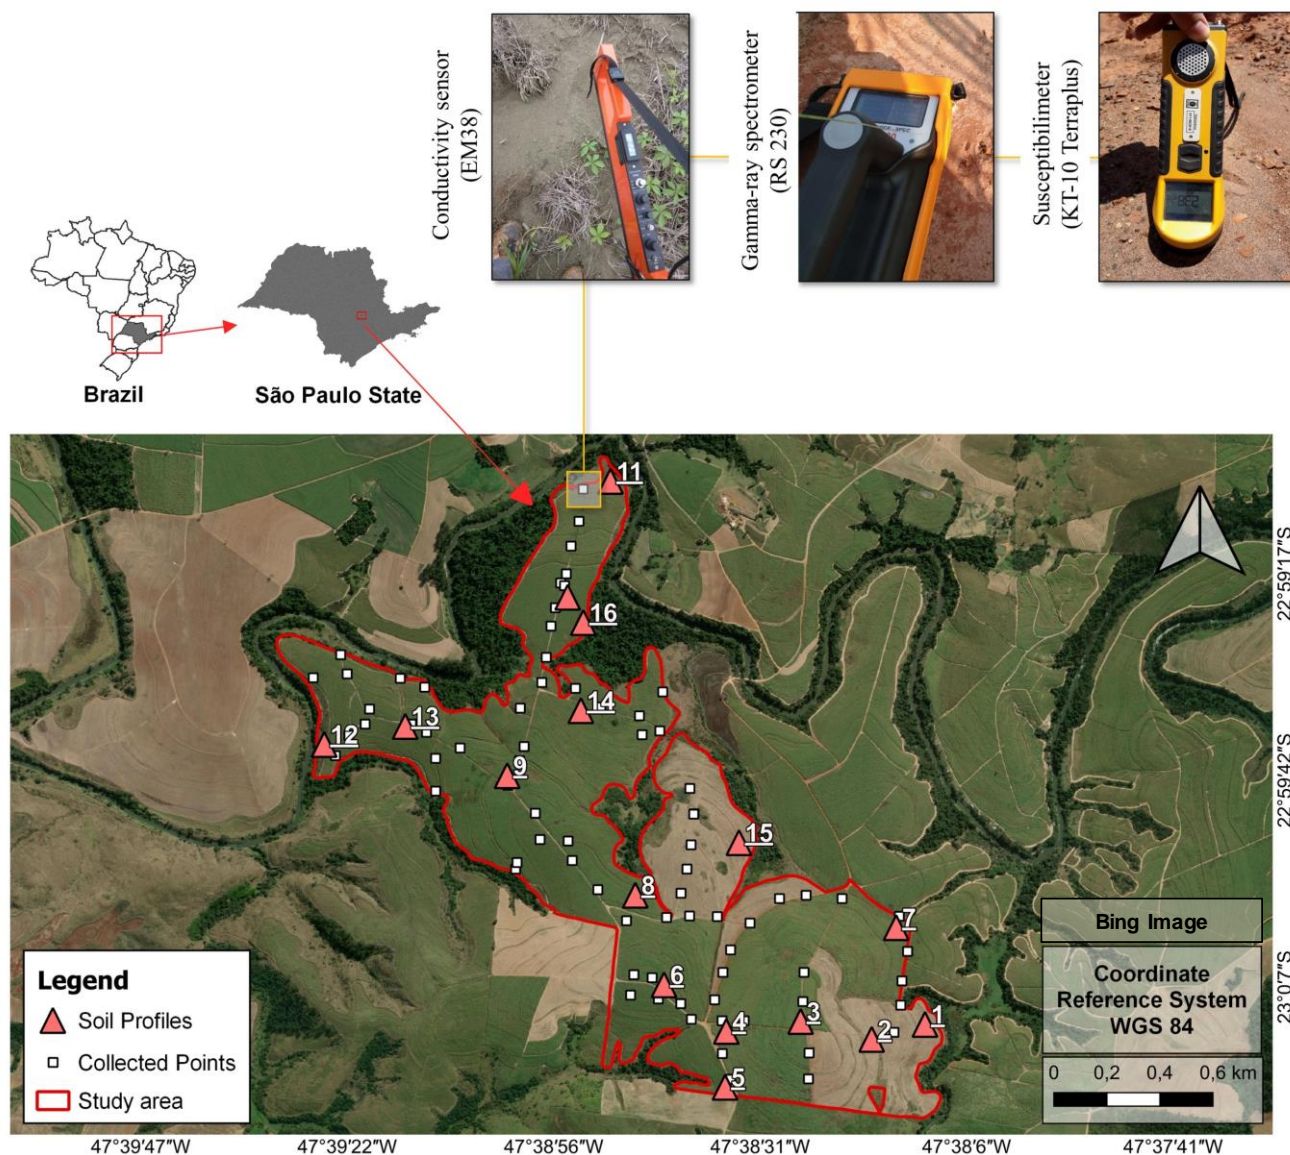 Conductivity sensor
(EM38)
Gamma-ray spectrometer
(RS 230)
Susceptibilimeter
(KT-10 Terraplus)
Brazil
São Paulo State
11
16
14
13
12
9
15
8
7
6
4
3
2
1
5
22°59'17"S
22°59'42"S
23°0'7"S
Legend
Soil Profiles
Collected Points
Study area
Bing Image
Coordinate
Reference System
WGS 84
0 0,2 0,4 0,6 km
47°39'47"W 47°39'22"W 47°38'56"W 47°38'31"W 47°38'6"W 47°37'41"W